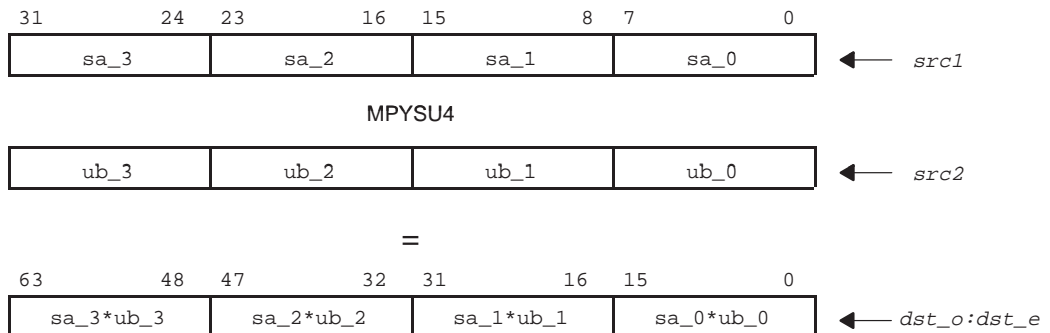 31 24 23 16 15 8 7 0
sa_3 sa_2 sa_1 sa_0 src1
MPYSU4
ub_3 ub_2 ub_1 ub_0 src2
=
63 48 47 32 31 16 15 0
sa_3*ub_3 sa_2*ub_2 sa_1*ub_1 sa_0*ub_0 dst_o:dst_e